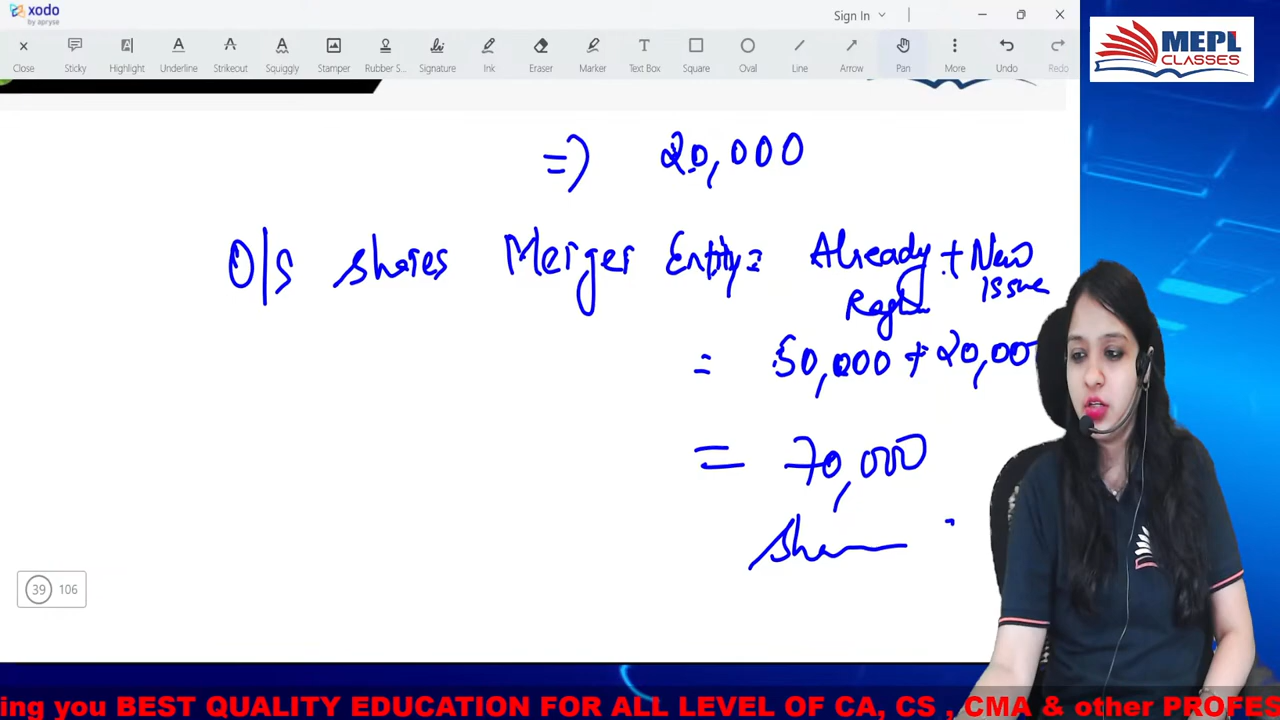 xodo
by apryse
Sign In
Close Sticky Highlight Underline Strikeout Squiggly Stamper Rubber Signature Eraser Marker Text Box Square Oval Line Arrow Pan More Undo Redo
MEPL
CLASSES
=> 20,000
O/S shares Merger Entity = Already + New
Issue
= 50,000 + 20,000
= 70,000
39 106
ing you BEST QUALITY EDUCATION FOR ALL LEVEL OF CA, CS , CMA & other PROFES